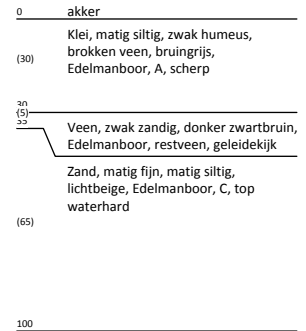 0 akker
Klei, matig siltig, zwak humeus,
brokken veen, bruingrijs,
(30)
Edelmanboor, A, scherp
30
(5)
35
Veen, zwak zandig, donker zwartbruin,
Edelmanboor, restveen, geleidekijk
Zand, matig fijn, matig siltig,
lichtbeige, Edelmanboor, C, top
waterhard
(65)
100